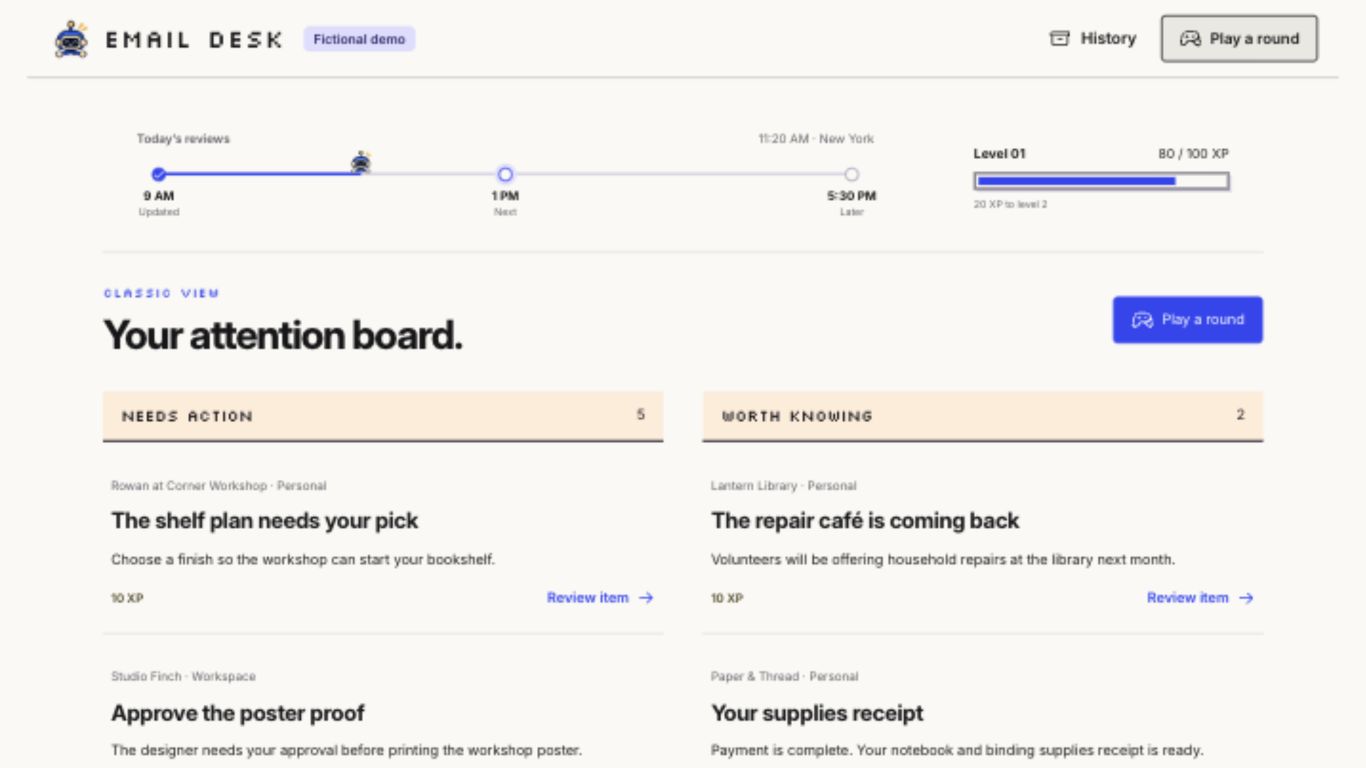 EMAIL DESK
Fictional demo
History
Play a round
Today's reviews
11:20 AM · New York
9 AM
Updated
1 PM
Next
5:30 PM
Later
Level 01
80 / 100 XP
20 XP to level 2
CLASSIC VIEW
Your attention board.
Play a round
NEEDS ACTION
5
Rowan at Corner Workshop · Personal
The shelf plan needs your pick
Choose a finish so the workshop can start your bookshelf.
10 XP
Review item →
Studio Finch · Workspace
Approve the poster proof
The designer needs your approval before printing the workshop poster.
WORTH KNOWING
2
Lantern Library · Personal
The repair café is coming back
Volunteers will be offering household repairs at the library next month.
10 XP
Review item →
Paper & Thread · Personal
Your supplies receipt
Payment is complete. Your notebook and binding supplies receipt is ready.